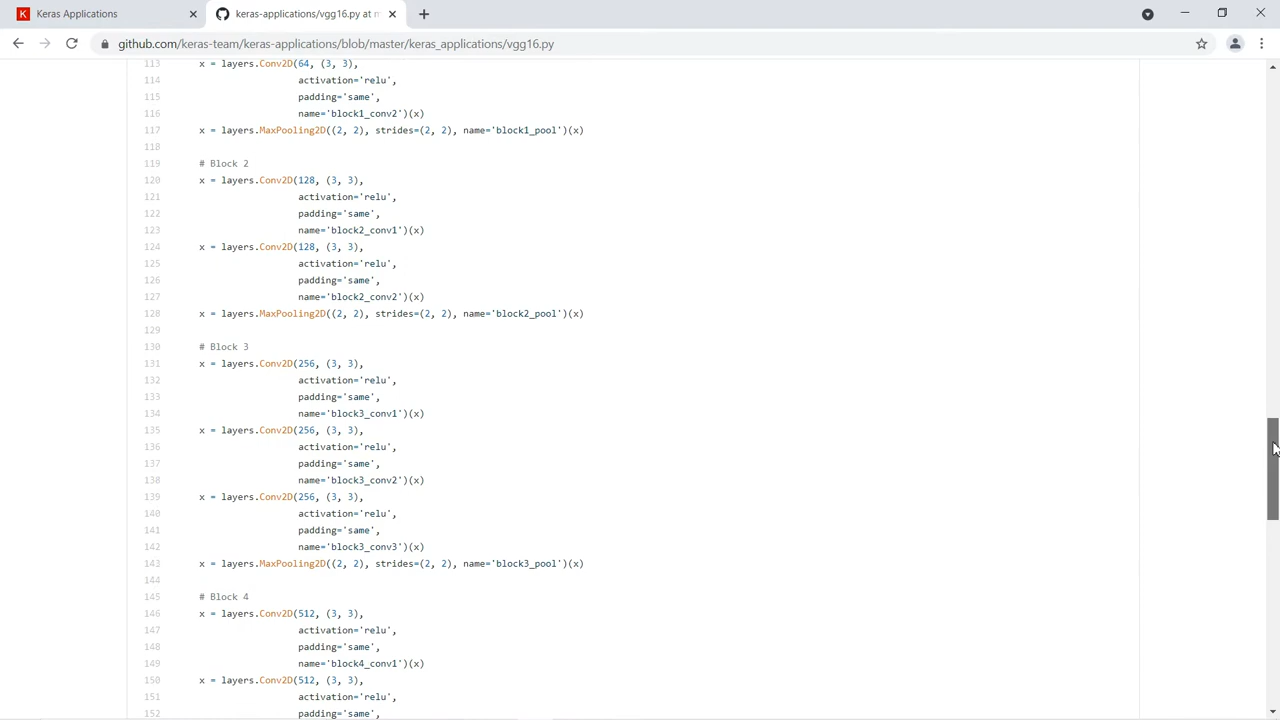 Keras Applications
keras-applications/vgg16.py at m
github.com/keras-team/keras-applications/blob/master/keras_applications/vgg16.py
113 x = layers.Conv2D(64, (3, 3),
114 activation='relu',
115 padding='same',
116 name='block1_conv2')(x)
117 x = layers.MaxPooling2D((2, 2), strides=(2, 2), name='block1_pool')(x)
118
119 # Block 2
120 x = layers.Conv2D(128, (3, 3),
121 activation='relu',
122 padding='same',
123 name='block2_conv1')(x)
124 x = layers.Conv2D(128, (3, 3),
125 activation='relu',
126 padding='same',
127 name='block2_conv2')(x)
128 x = layers.MaxPooling2D((2, 2), strides=(2, 2), name='block2_pool')(x)
129
130 # Block 3
131 x = layers.Conv2D(256, (3, 3),
132 activation='relu',
133 padding='same',
134 name='block3_conv1')(x)
135 x = layers.Conv2D(256, (3, 3),
136 activation='relu',
137 padding='same',
138 name='block3_conv2')(x)
139 x = layers.Conv2D(256, (3, 3),
140 activation='relu',
141 padding='same',
142 name='block3_conv3')(x)
143 x = layers.MaxPooling2D((2, 2), strides=(2, 2), name='block3_pool')(x)
144
145 # Block 4
146 x = layers.Conv2D(512, (3, 3),
147 activation='relu',
148 padding='same',
149 name='block4_conv1')(x)
150 x = layers.Conv2D(512, (3, 3),
151 activation='relu',
152 padding='same',